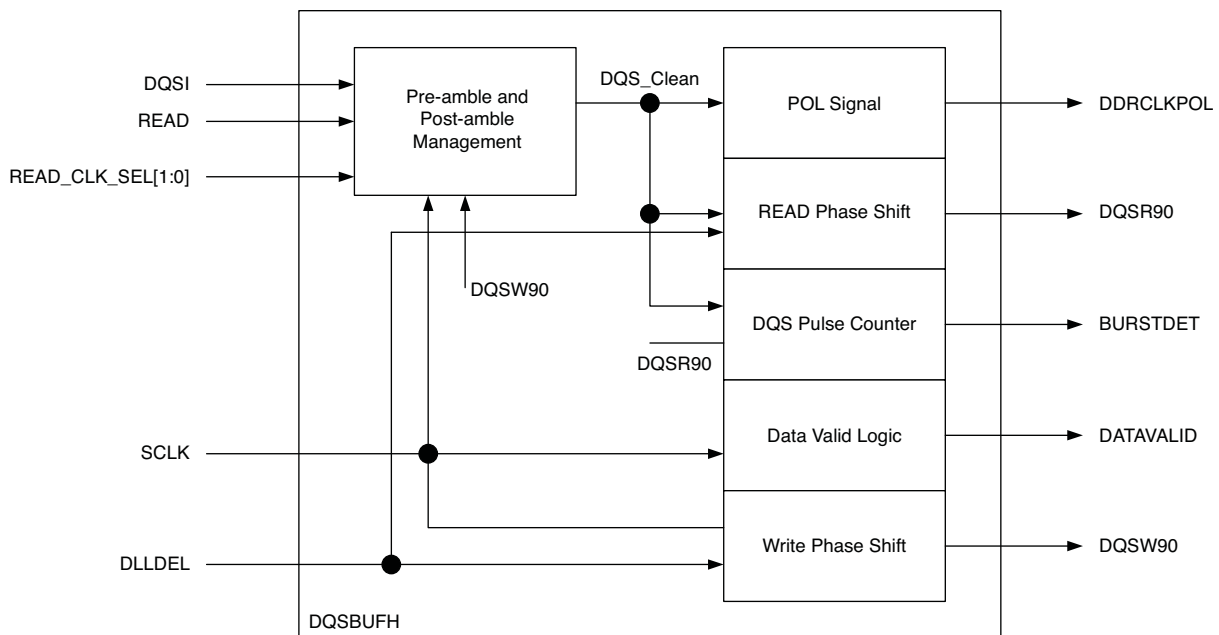 DQSI
READ
READ_CLK_SEL[1:0]
Pre-amble and
Post-amble
Management
DQS_Clean
POL Signal
DDRCLKPOL
READ Phase Shift
DQSR90
DQSW90
DQS Pulse Counter
BURSTDET
DQSR90
SCLK
Data Valid Logic
DATAVALID
DLLDEL
Write Phase Shift
DQSW90
DQSBUFH